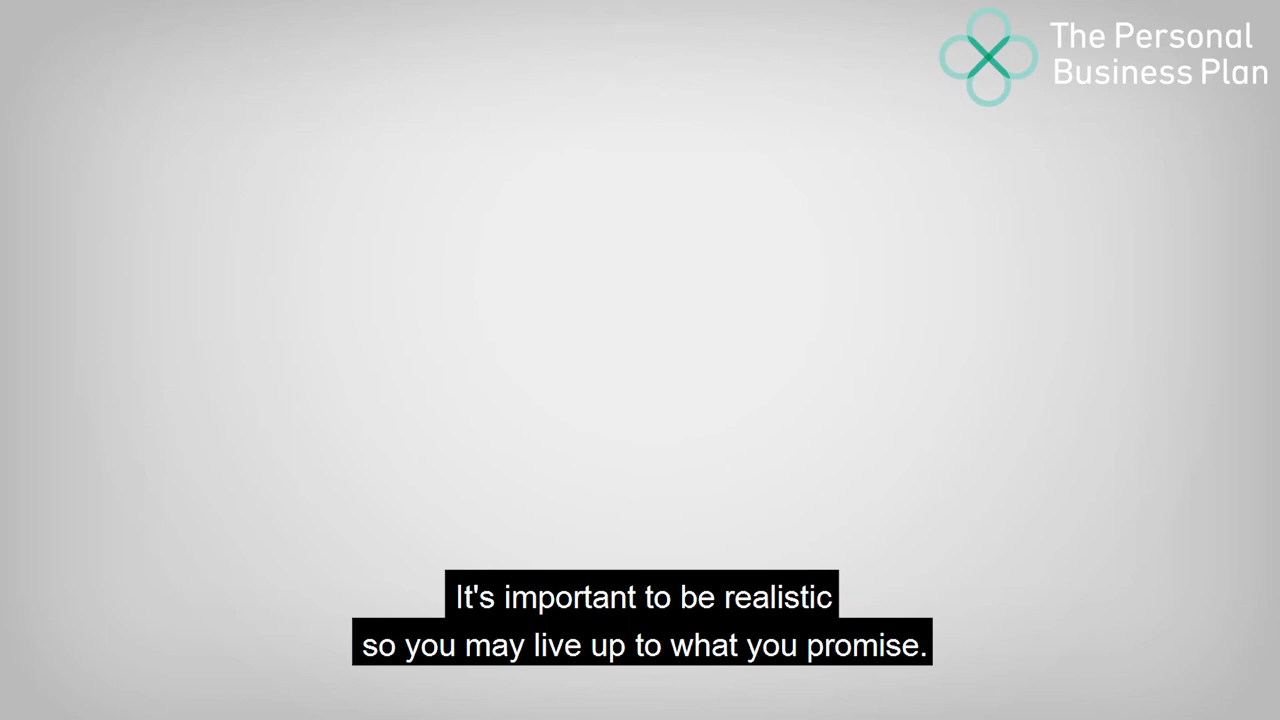 The Personal
Business Plan
It's important to be realistic
so you may live up to what you promise.